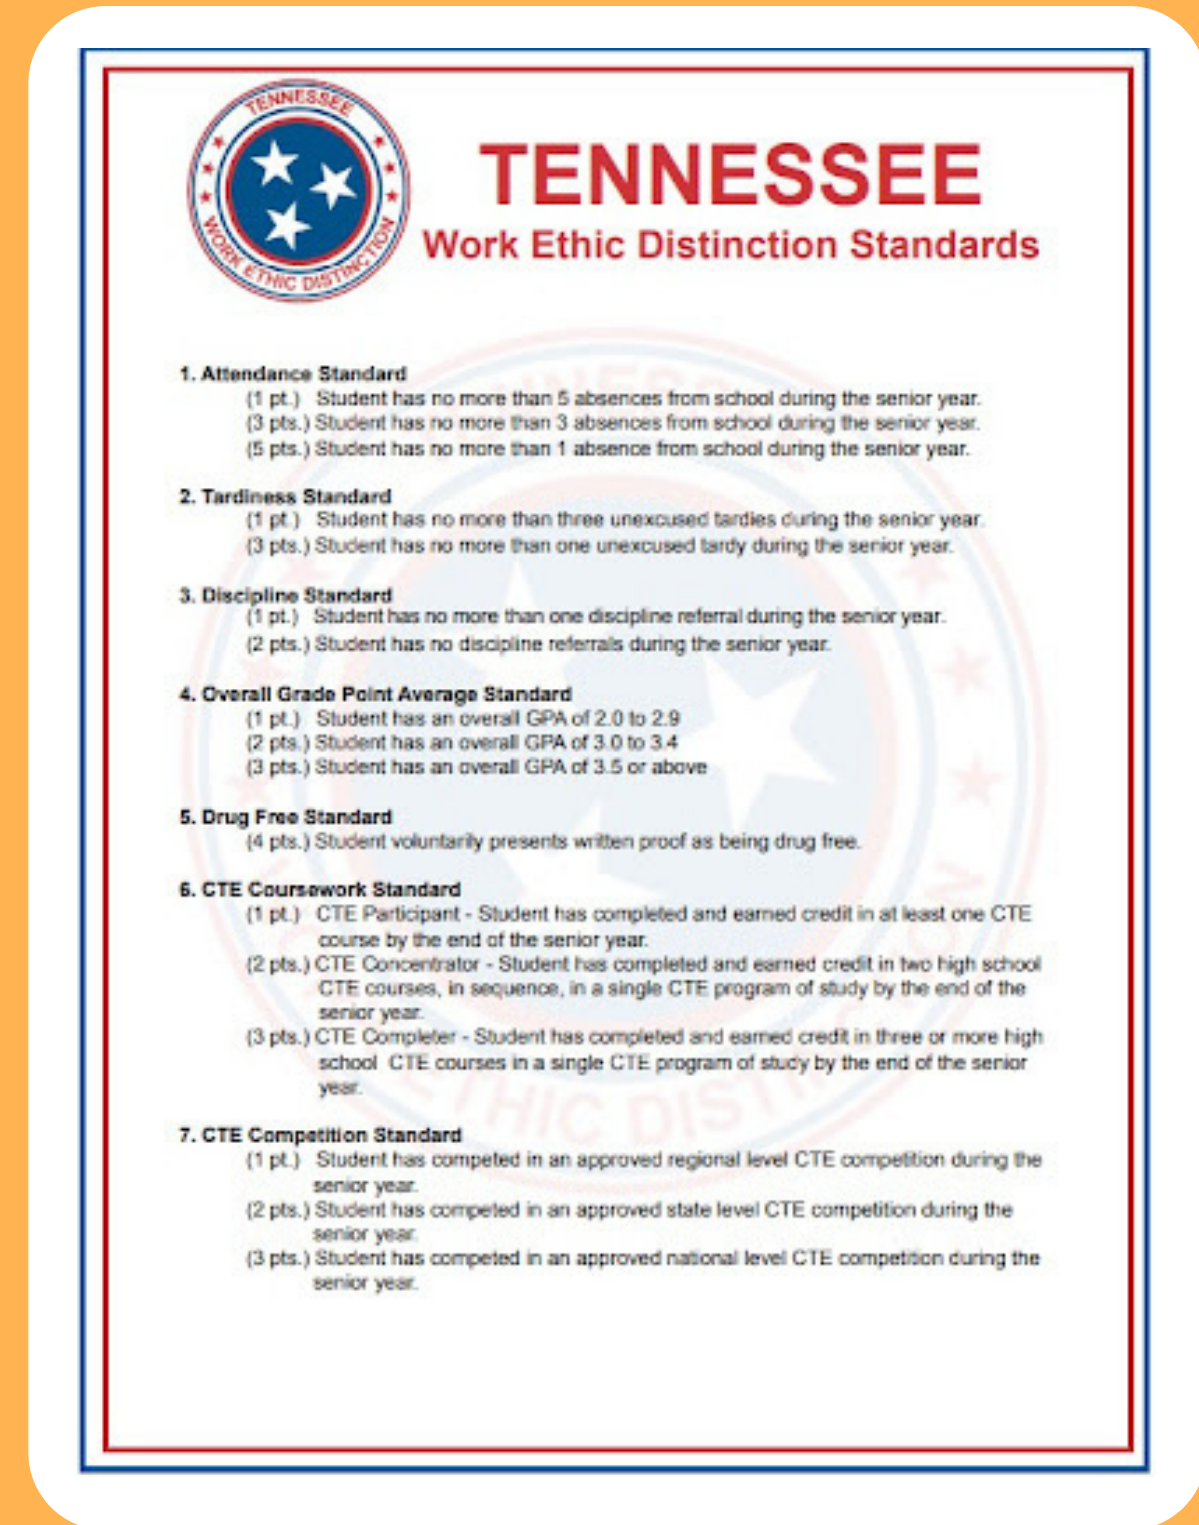 TENNESSEE
WORK ETHIC DISTINCTION
TENNESSEE
Work Ethic Distinction Standards
1. Attendance Standard
(1 pt.) Student has no more than 5 absences from school during the senior year.
(3 pts.) Student has no more than 3 absences from school during the senior year.
(5 pts.) Student has no more than 1 absence from school during the senior year.
2. Tardiness Standard
(1 pt.) Student has no more than three unexcused tardies during the senior year.
(3 pts.) Student has no more than one unexcused tardy during the senior year.
3. Discipline Standard
(1 pt.) Student has no more than one discipline referral during the senior year.
(2 pts.) Student has no discipline referrals during the senior year.
4. Overall Grade Point Average Standard
(1 pt.) Student has an overall GPA of 2.0 to 2.9
(2 pts.) Student has an overall GPA of 3.0 to 3.4
(3 pts.) Student has an overall GPA of 3.5 or above
5. Drug Free Standard
(4 pts.) Student voluntarily presents written proof as being drug free.
6. CTE Coursework Standard
(1 pt.) CTE Participant - Student has completed and earned credit in at least one CTE
course by the end of the senior year.
(2 pts.) CTE Concentrator - Student has completed and earned credit in two high school
CTE courses, in sequence, in a single CTE program of study by the end of the
senior year.
(3 pts.) CTE Completer - Student has completed and earned credit in three or more high
school CTE courses in a single CTE program of study by the end of the senior
year.
7. CTE Competition Standard
(1 pt.) Student has competed in an approved regional level CTE competition during the
senior year.
(2 pts.) Student has competed in an approved state level CTE competition during the
senior year.
(3 pts.) Student has competed in an approved national level CTE competition during the
senior year.
TENNESSEE
WORK ETHIC DISTINCTION